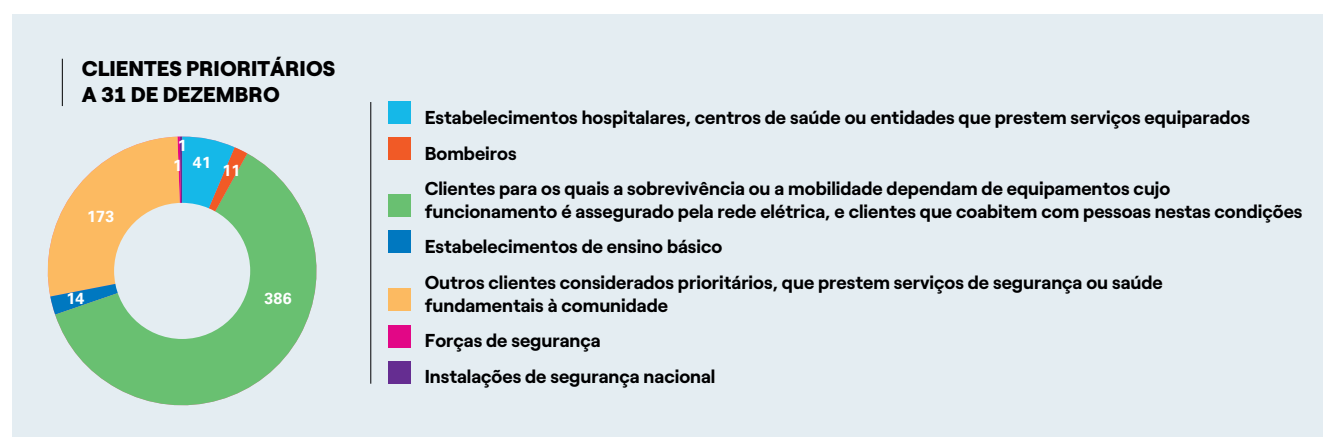 CLIENTES PRIORITÁRIOS
A 31 DE DEZEMBRO
1
41
1
11
173
14
386
Estabelecimentos hospitalares, centros de saúde ou entidades que prestem serviços equiparados
Bombeiros
Clientes para os quais a sobrevivência ou a mobilidade dependam de equipamentos cujo
funcionamento é assegurado pela rede elétrica, e clientes que coabitem com pessoas nestas condições
Estabelecimentos de ensino básico
Outros clientes considerados prioritários, que prestem serviços de segurança ou saúde
fundamentais à comunidade
Forças de segurança
Instalações de segurança nacional